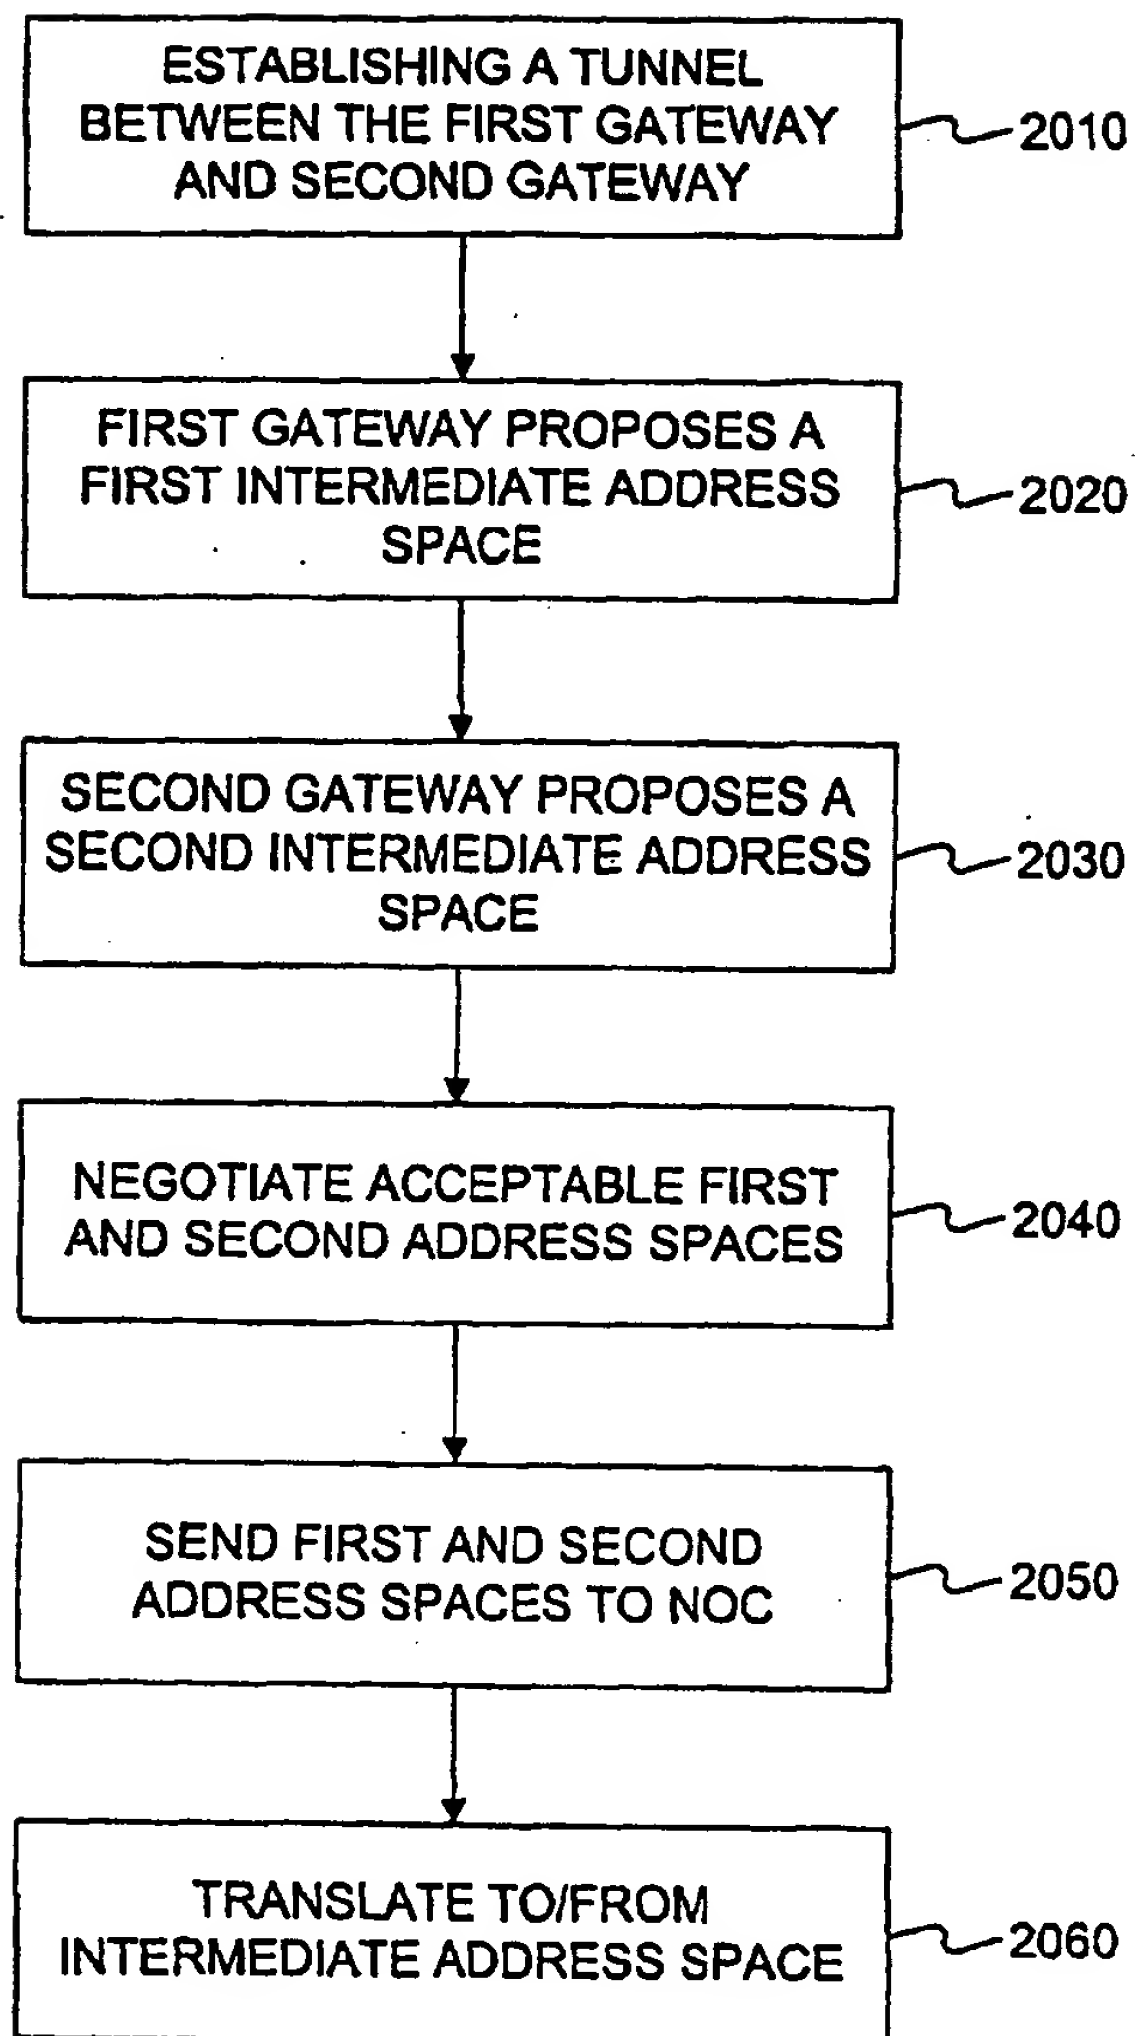 ESTABLISHING A TUNNEL
BETWEEN THE FIRST GATEWAY
AND SECOND GATEWAY
2010
FIRST GATEWAY PROPOSES A
FIRST INTERMEDIATE ADDRESS
SPACE
2020
SECOND GATEWAY PROPOSES A
SECOND INTERMEDIATE ADDRESS
SPACE
2030
NEGOTIATE ACCEPTABLE FIRST
AND SECOND ADDRESS SPACES
2040
SEND FIRST AND SECOND
ADDRESS SPACES TO NOC
2050
TRANSLATE TO/FROM
INTERMEDIATE ADDRESS SPACE
2060